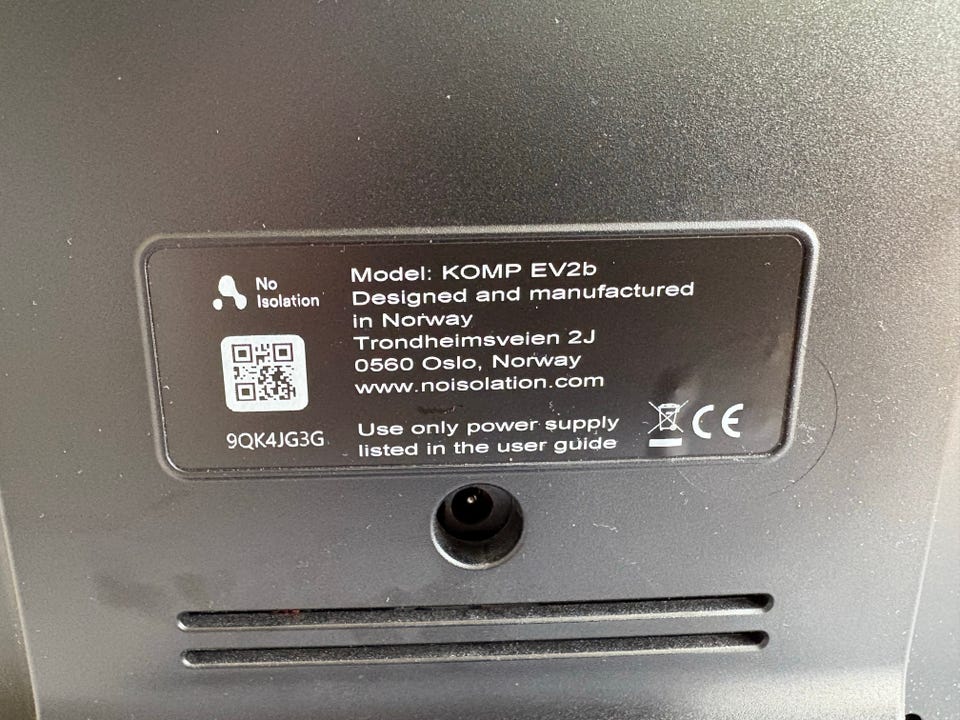 No
Isolation
9QK4JG3G
Model: KOMP EV2b
Designed and manufactured
in Norway
Trondheimsveien 2J
0560 Oslo, Norway
www.noisolation.com
Use only power supply
listed in the user guide
CE